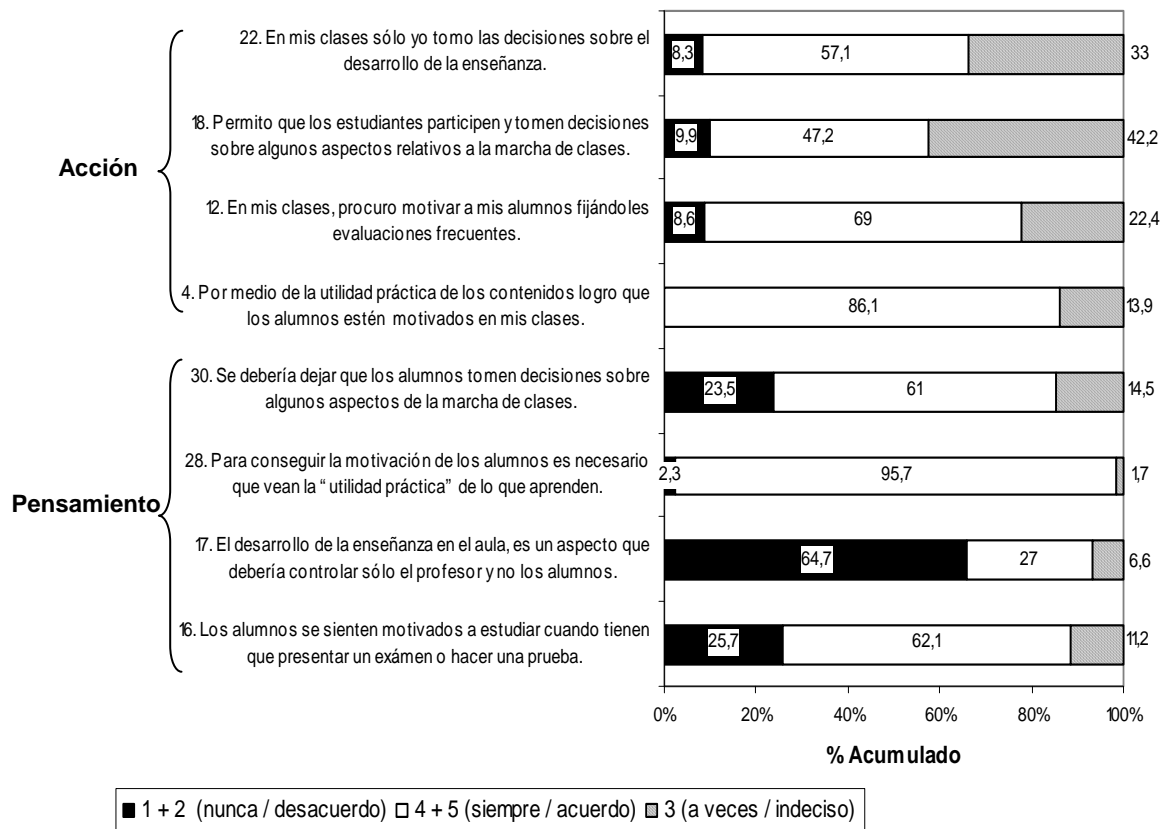 22. En mis clases sólo yo tomo las decisiones sobre el
desarrollo de la enseñanza.
8,3
57,1
33
18. Permito que los estudiantes participen y tomen decisiones
sobre algunos aspectos relativos a la marcha de clases.
9,9
47,2
42,2
Acción
12. En mis clases, procuro motivar a mis alumnos fijándoles
evaluaciones frecuentes.
8,6
69
22,4
4. Por medio de la utilidad práctica de los contenidos logro que
los alumnos estén motivados en mis clases.
86,1
13,9
30. Se debería dejar que los alumnos tomen decisiones sobre
algunos aspectos de la marcha de clases.
23,5
61
14,5
28. Para conseguir la motivación de los alumnos es necesario
que vean la "utilidad práctica" de lo que aprenden.
2,3
95,7
1,7
Pensamiento
17. El desarrollo de la enseñanza en el aula, es un aspecto que
debería controlar sólo el profesor y no los alumnos.
64,7
27
6,6
16. Los alumnos se sienten motivados a estudiar cuando tienen
que presentar un exámen o hacer una prueba.
25,7
62,1
11,2
0% 20% 40% 60% 80% 100%
% Acumulado
1 + 2 (nunca / desacuerdo) 4 + 5 (siempre / acuerdo) 3 (a veces / indeciso)